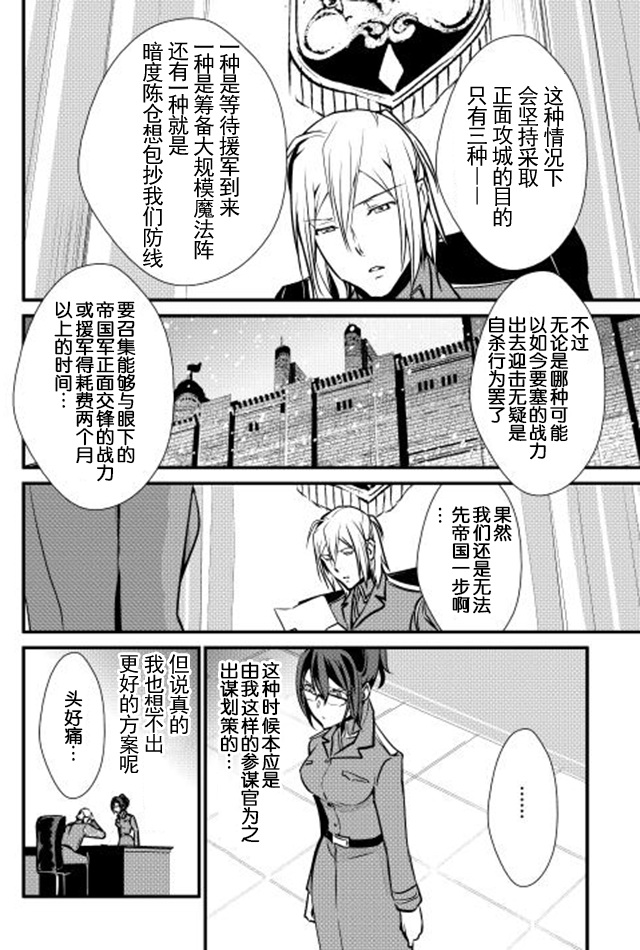 这种情况下
会坚持采取
正面攻城的目的
只有三种——
一种是等待援军到来
一种是筹备大规模魔法阵
还有一种就是
暗度陈仓想包抄我们防线
不过
无论是哪种可能
以如今要塞的战力
出去迎击无疑是
自杀行为罢了
要召集能够与眼下的
帝国军正面交锋的战力
或援军得耗费两个月
以上的时间…
果然
我们还是无法
先帝国一步啊
…
……
这种时候本应是
由我这样的参谋官为之
出谋划策的…
但说真的
我也想不出
更好的方案呢
头好痛…